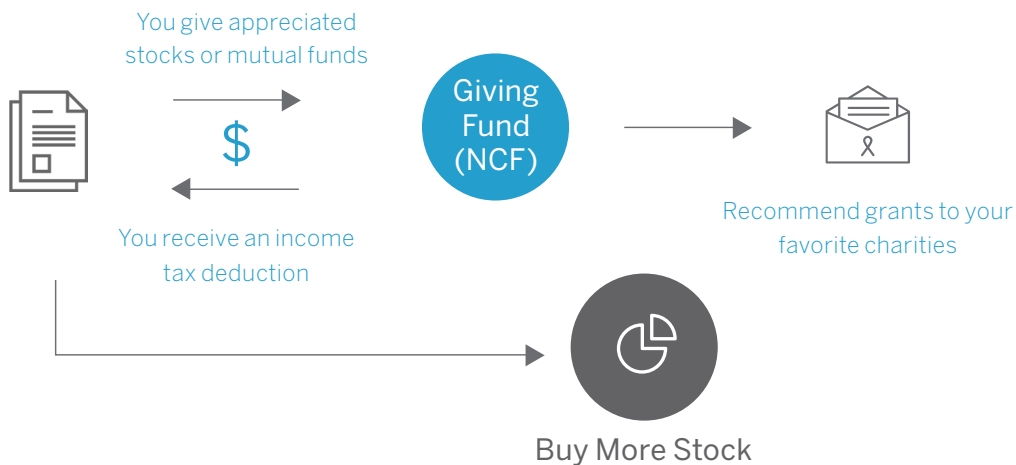 You give appreciated
stocks or mutual funds
$
Giving
Fund
(NCF)
You receive an income
tax deduction
Recommend grants to your
favorite charities
Buy More Stock